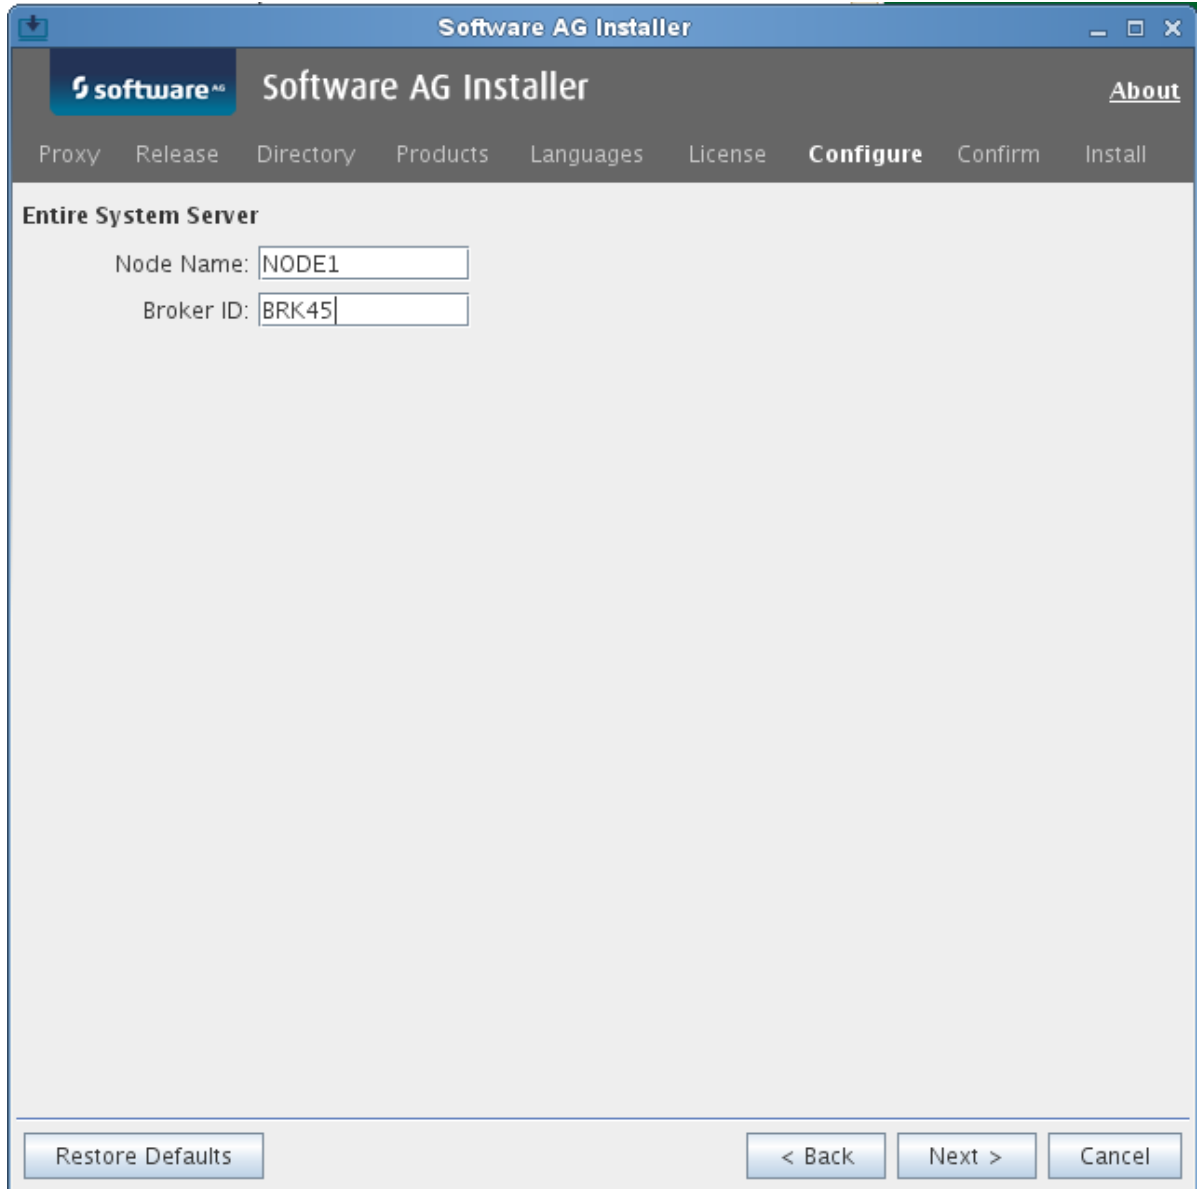 Software AG Installer
software AG Software AG Installer About
Proxy Release Directory Products Languages License Configure Confirm Install
Entire System Server
Node Name: NODE1
Broker ID: BRK45
Restore Defaults < Back Next > Cancel